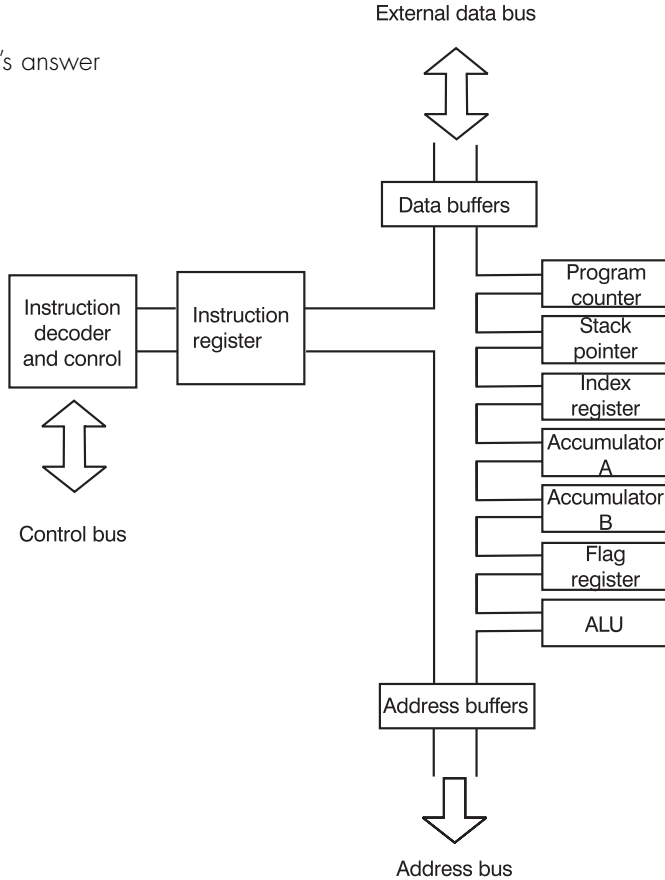 External data bus
's answer
Data buffers
Program
counter
Instruction
decoder
and conrol
Instruction
register
Stack
pointer
Index
register
Accumulator
A
Accumulator
B
Control bus
Flag
register
ALU
Address buffers
Address bus